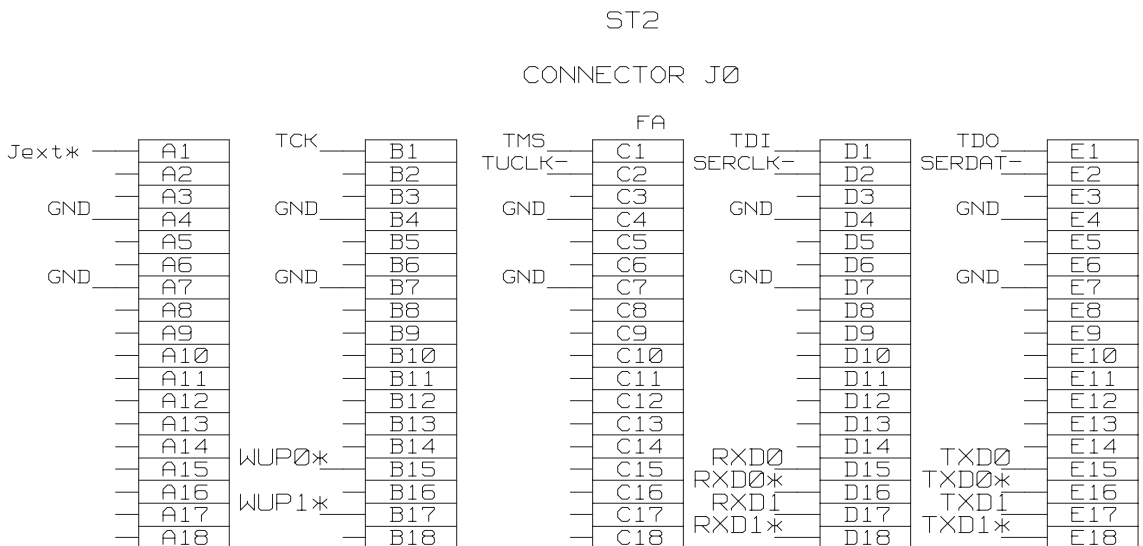 ST2
CONNECTOR J0
FA
Jext* A1 TCK B1 TMS C1 TDI D1 TDO E1
A2 B2 TUCLK- C2 SERCLK- D2 SERDAT- E2
A3 B3 C3 D3 E3
GND A4 GND B4 GND C4 GND D4 GND E4
A5 B5 C5 D5 E5
A6 B6 C6 D6 E6
GND A7 GND B7 GND C7 GND D7 GND E7
A8 B8 C8 D8 E8
A9 B9 C9 D9 E9
A10 B10 C10 D10 E10
A11 B11 C11 D11 E11
A12 B12 C12 D12 E12
A13 B13 C13 D13 E13
A14 B14 C14 D14 E14
A15 WUP0* B15 C15 RXD0 D15 TXD0 E15
A16 B16 C16 RXD0* D16 TXD0* E16
A17 WUP1* B17 C17 RXD1 D17 TXD1 E17
A18 B18 C18 RXD1* D18 TXD1* E18